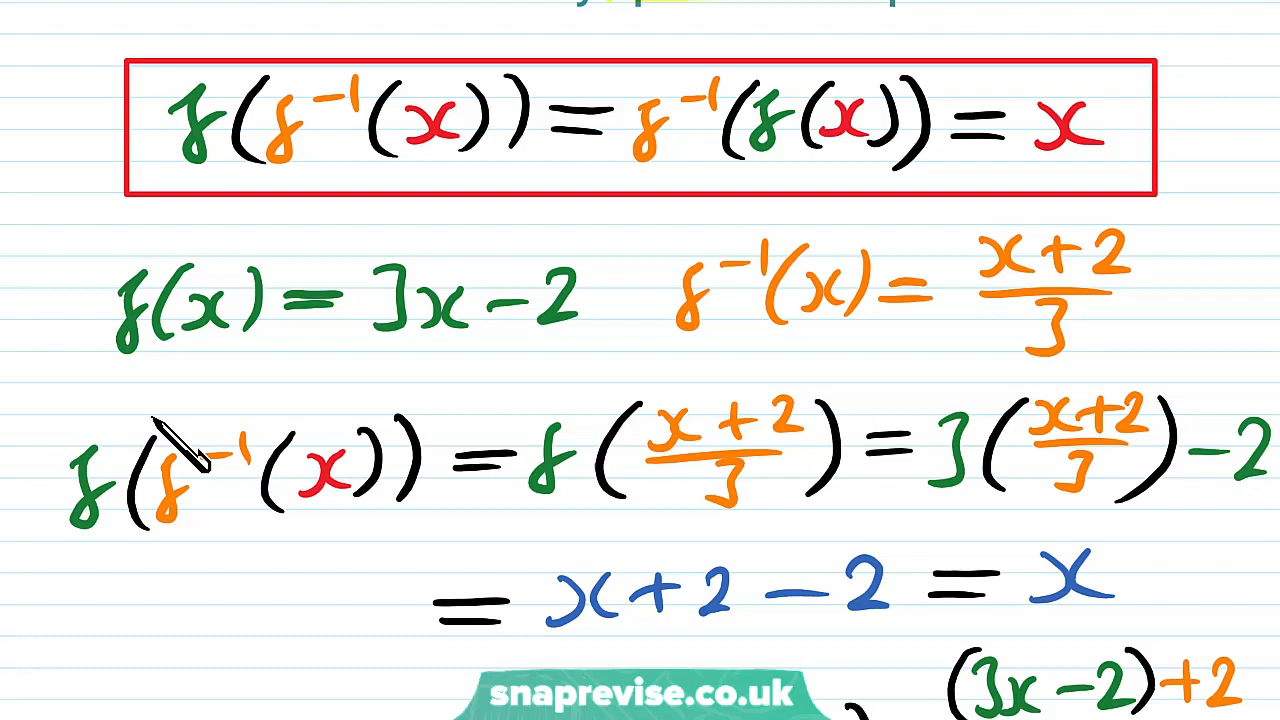 f(f⁻¹(x)) = f⁻¹(f(x)) = x
f(x) = 3x - 2 f⁻¹(x) = (x + 2)/3
f(f⁻¹(x)) = f((x + 2)/3) = 3((x + 2)/3) - 2
= x + 2 - 2 = x
(3x - 2) + 2
snaprevise.co.uk